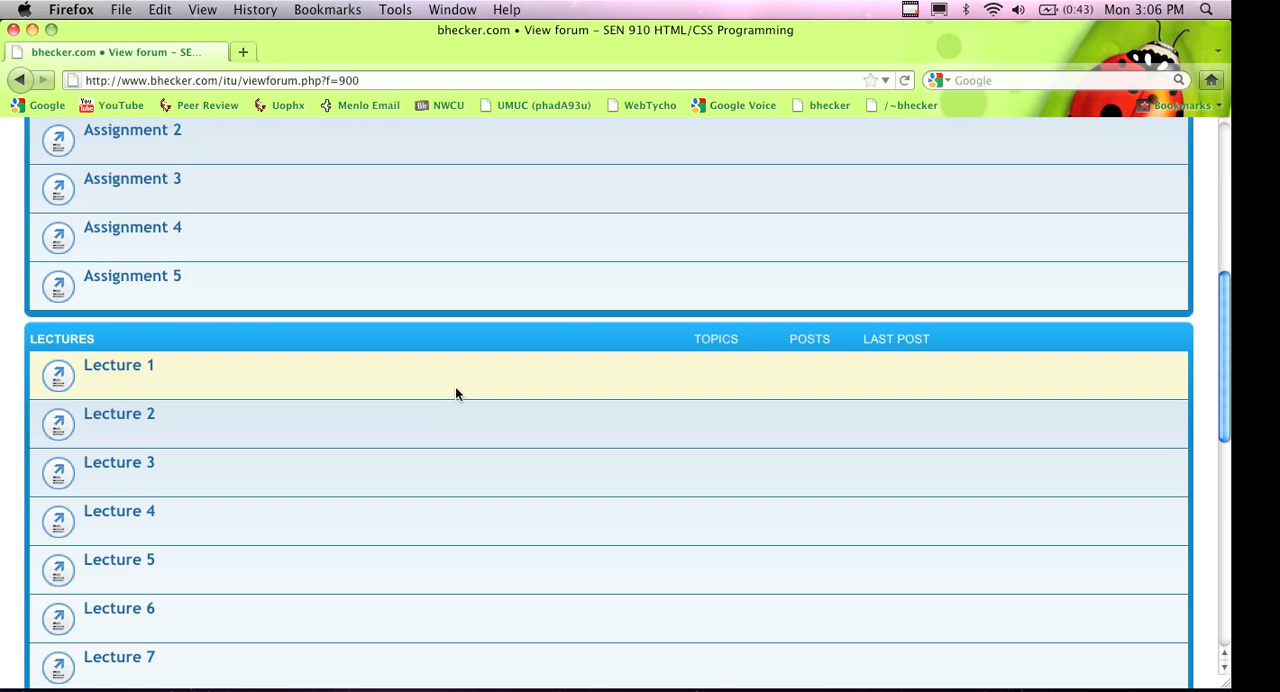 Firefox File Edit View History Bookmarks Tools Window Help (0:43) Mon 3:06 PM
bhecker.com • View forum – SEN 910 HTML/CSS Programming
bhecker.com • View forum – SE... +
http://www.bhecker.com/itu/viewforum.php?f=900 Google
Google YouTube Peer Review Uophx Menlo Email NWCU UMUC (phadA93u) WebTycho Google Voice bhecker /~bhecker Bookmarks
Assignment 2
Assignment 3
Assignment 4
Assignment 5
LECTURES TOPICS POSTS LAST POST
Lecture 1
Lecture 2
Lecture 3
Lecture 4
Lecture 5
Lecture 6
Lecture 7